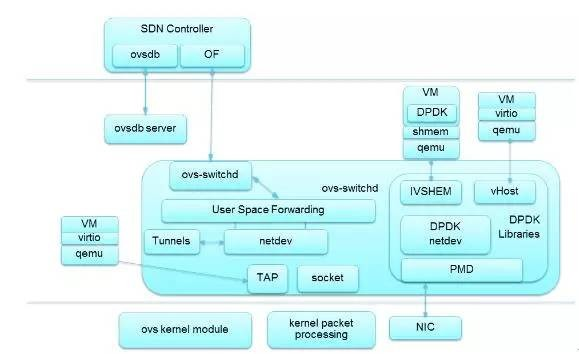 SDN Controller
ovsdb
OF
ovsdb server
VM
DPDK
shmem
qemu
VM
virtio
qemu
ovs-switchd
ovs-switchd
IVSHEM
vHost
User Space Forwarding
DPDK
netdev
DPDK
Libraries
VM
virtio
qemu
Tunnels
netdev
PMD
TAP
socket
ovs kernel module
kernel packet
processing
NIC